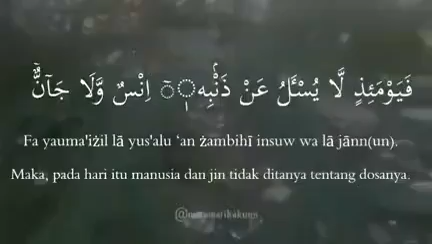 فَيَوْمَئِذٍ لَّا يُسْـَٔلُ عَنْ ذَنْۢبِهٖٓ اِنْسٌ وَّلَا جَاۤنٌّۚ
Fa yauma'iżil lā yus'alu ‘an żambihī insuw wa lā jānn(un).
Maka, pada hari itu manusia dan jin tidak ditanya tentang dosanya.